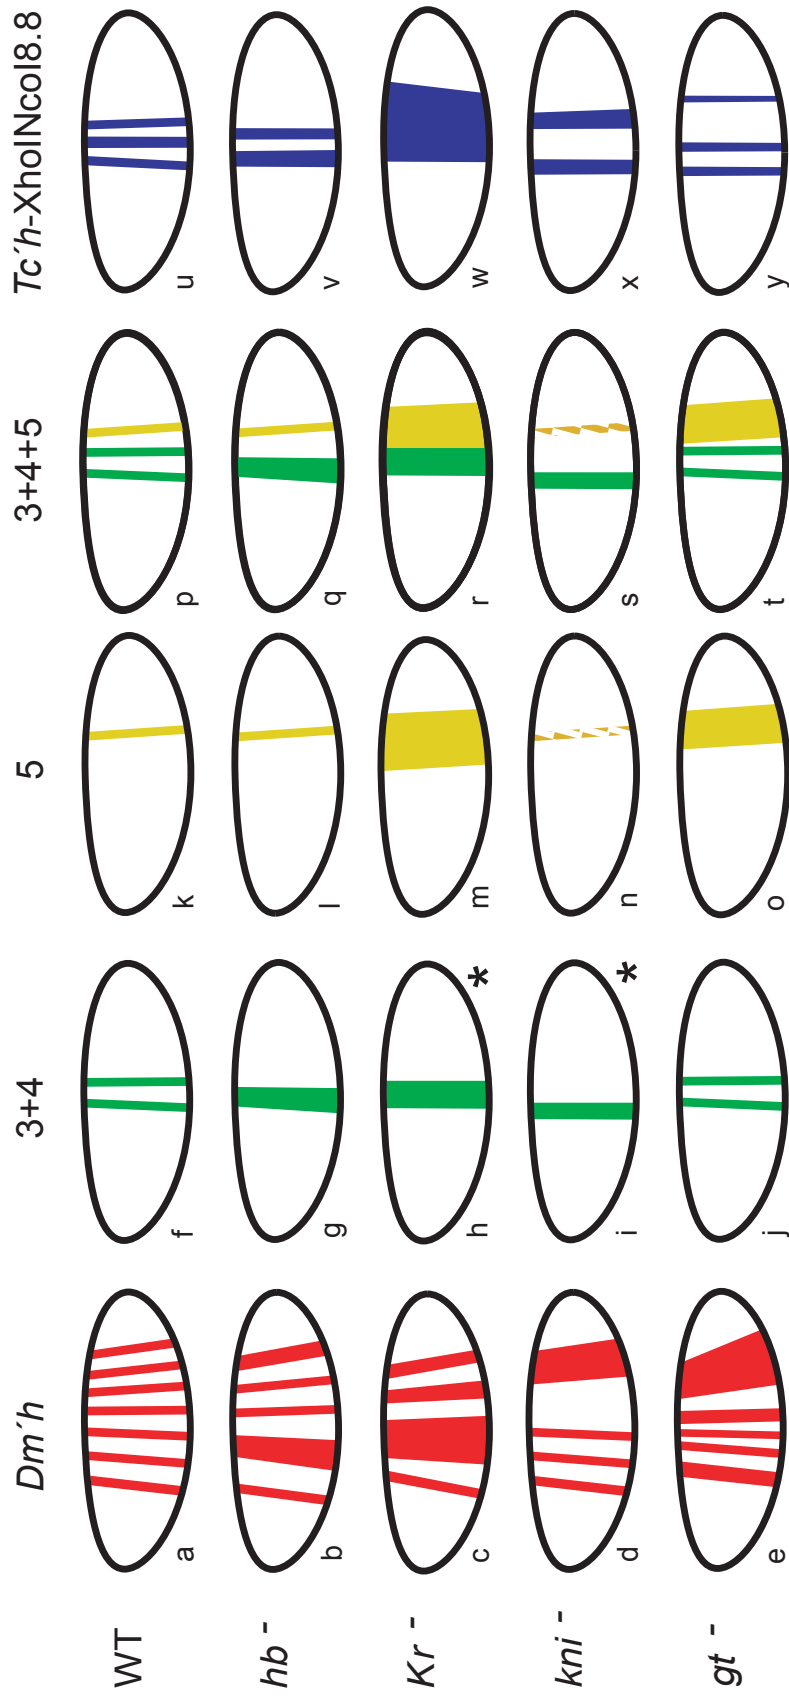 Dm´h 3+4 5 3+4+5 Tc´h-XhoINcoI8.8
WT a f k p u
hb - b g l q v
Kr - c h * m r w
kni - d i * n s x
gt - e j o t y